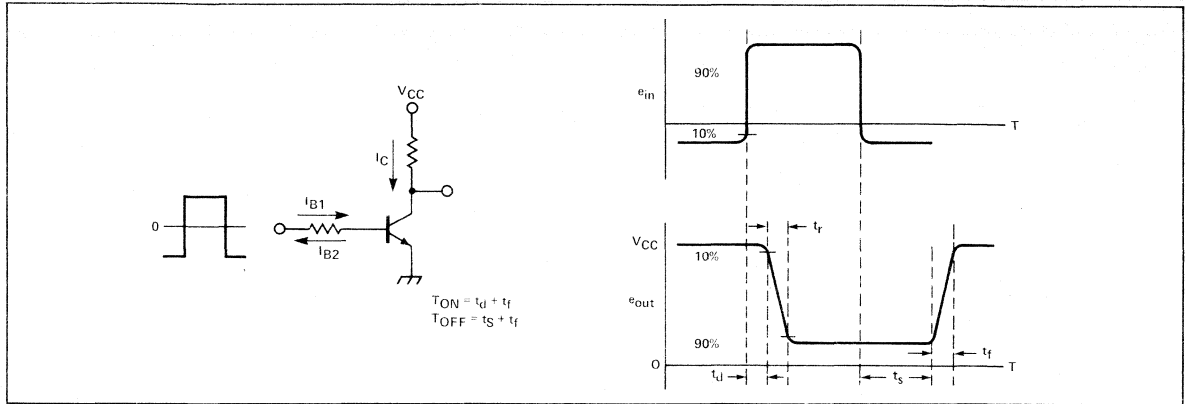 VCC
IC
0
IB1
IB2
TON = td + tf
TOFF = tS + tf
ein
90%
10%
T
VCC
10%
eout
90%
0
tr
td
ts
tf
T